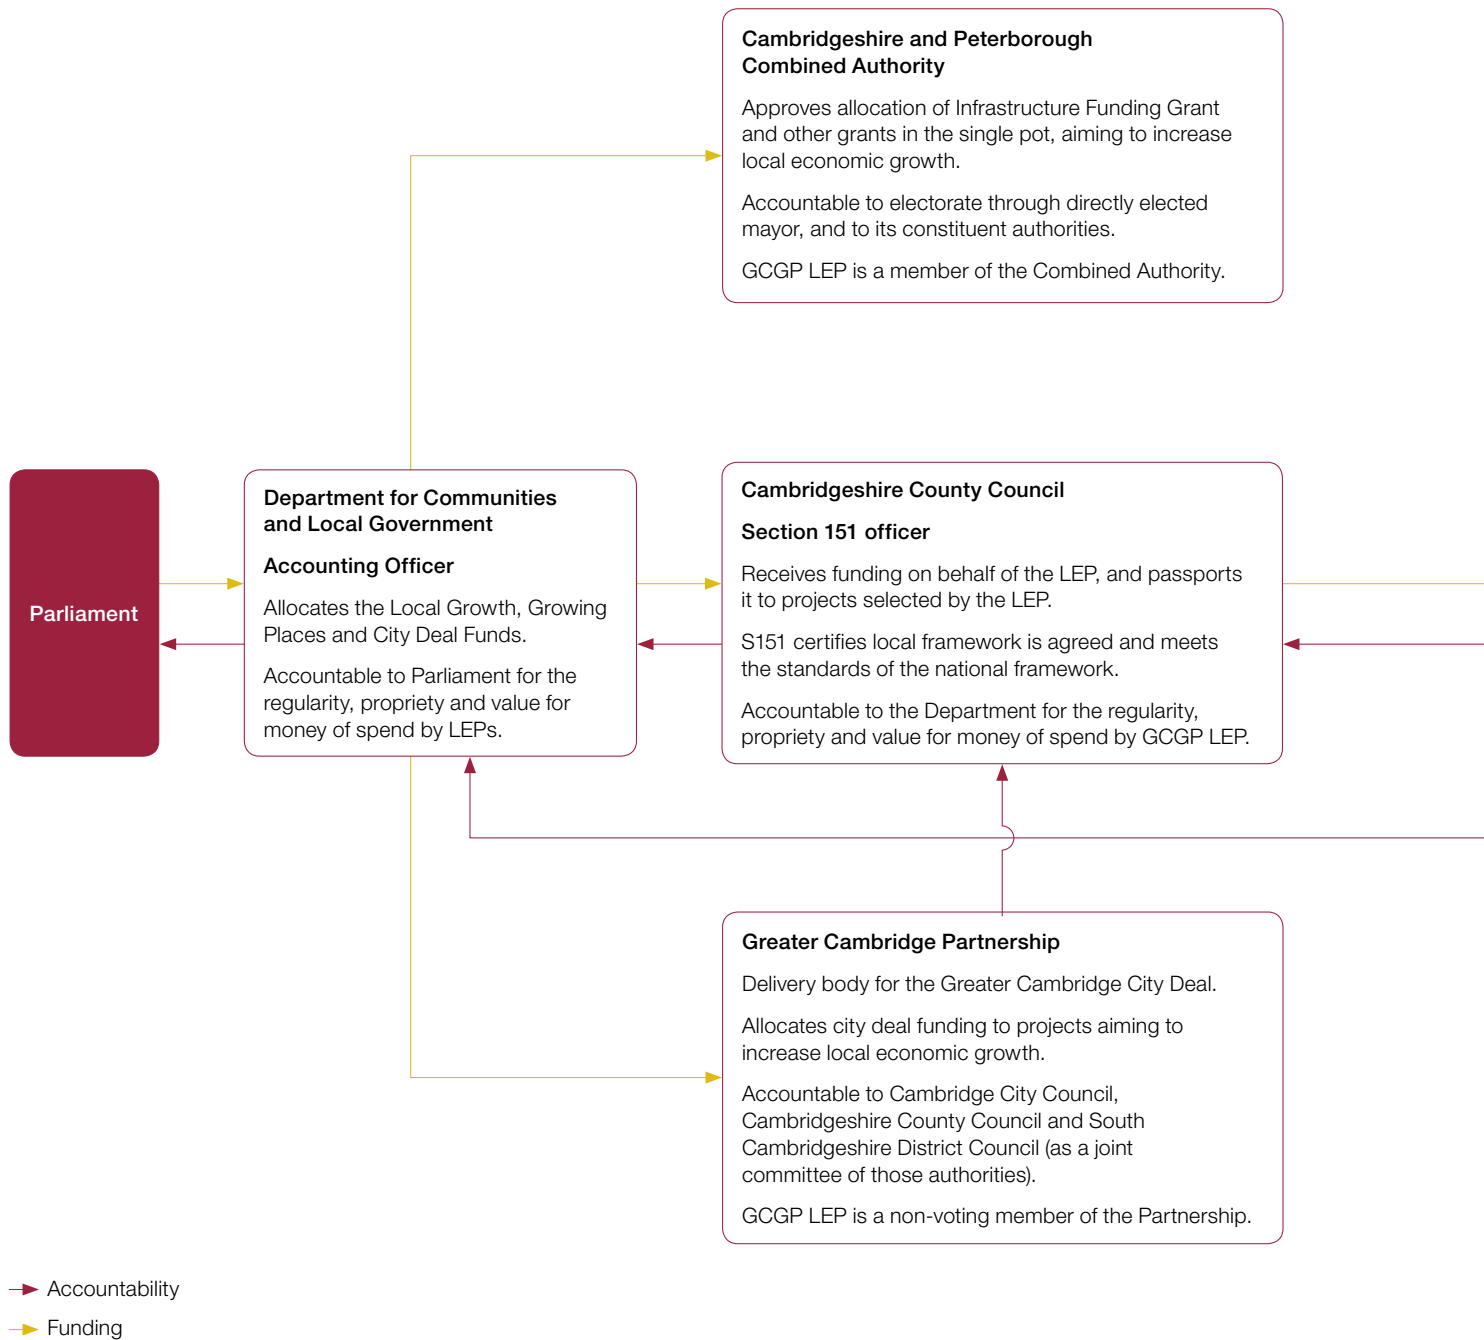 Cambridgeshire and Peterborough
Combined Authority
Approves allocation of Infrastructure Funding Grant
and other grants in the single pot, aiming to increase
local economic growth.
Accountable to electorate through directly elected
mayor, and to its constituent authorities.
GCGP LEP is a member of the Combined Authority.
Parliament
Department for Communities
and Local Government
Accounting Officer
Allocates the Local Growth, Growing
Places and City Deal Funds.
Accountable to Parliament for the
regularity, propriety and value for
money of spend by LEPs.
Cambridgeshire County Council
Section 151 officer
Receives funding on behalf of the LEP, and passports
it to projects selected by the LEP.
S151 certifies local framework is agreed and meets
the standards of the national framework.
Accountable to the Department for the regularity,
propriety and value for money of spend by GCGP LEP.
Greater Cambridge Partnership
Delivery body for the Greater Cambridge City Deal.
Allocates city deal funding to projects aiming to
increase local economic growth.
Accountable to Cambridge City Council,
Cambridgeshire County Council and South
Cambridgeshire District Council (as a joint
committee of those authorities).
GCGP LEP is a non-voting member of the Partnership.
Accountability
Funding